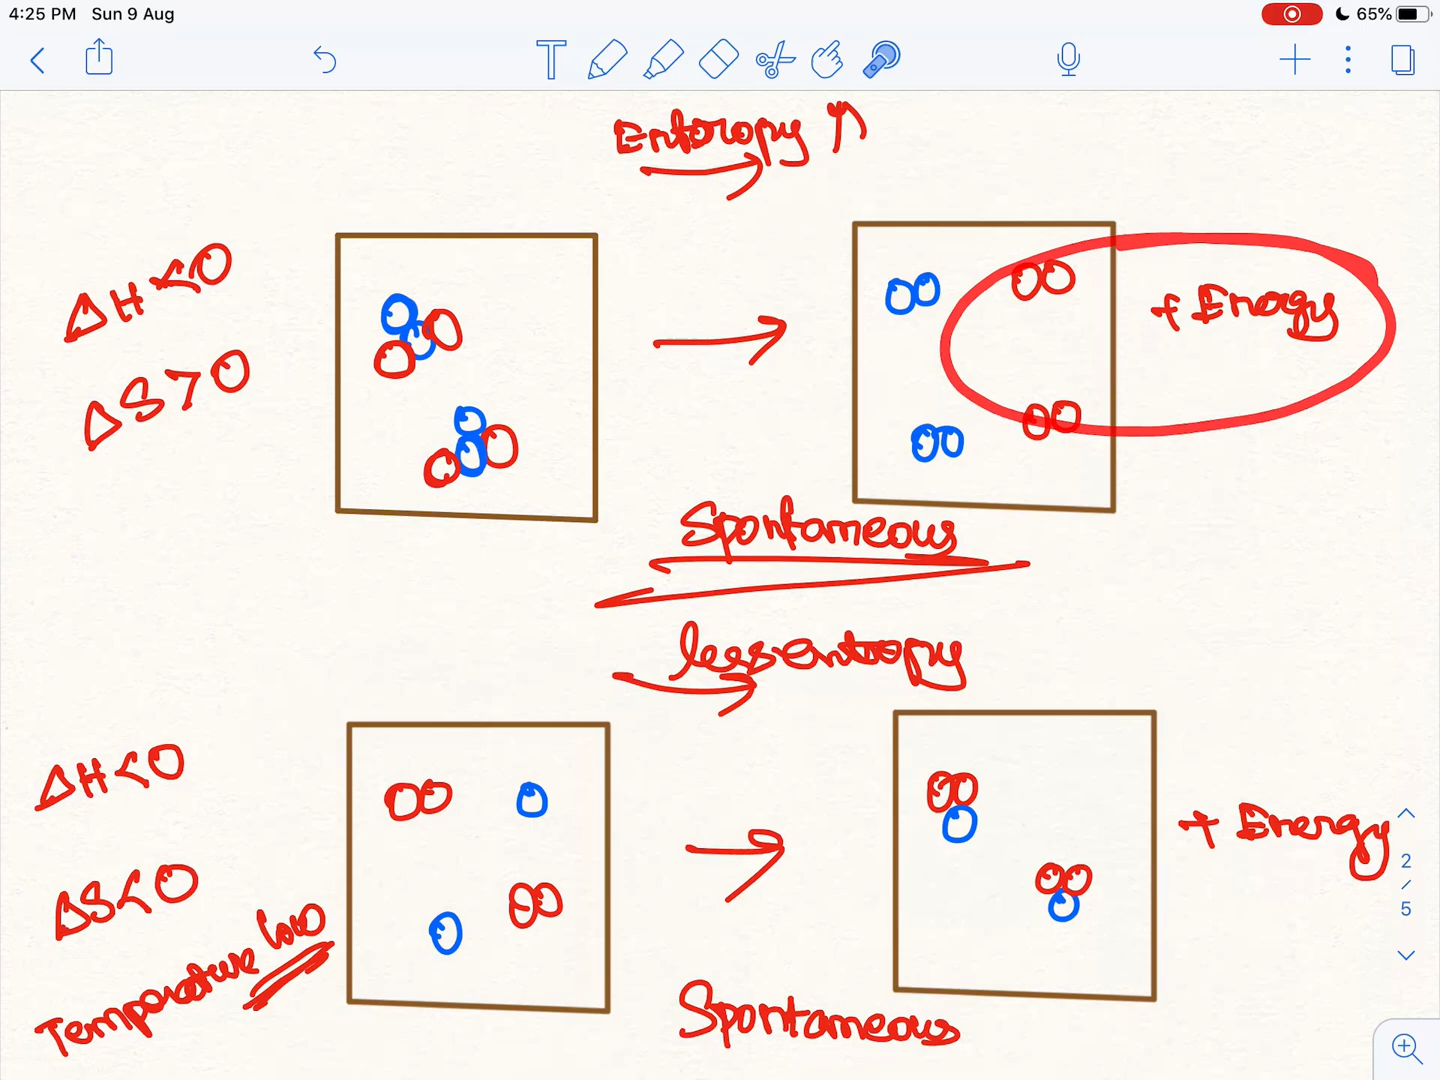 4:25 PM Sun 9 Aug
65%
T
Entropy ↑
ΔH<0
ΔS>0
+ Energy
Spontaneous
less entropy
ΔH<0
ΔS<0
Temperature low
+ Energy
2
/
5
Spontaneous